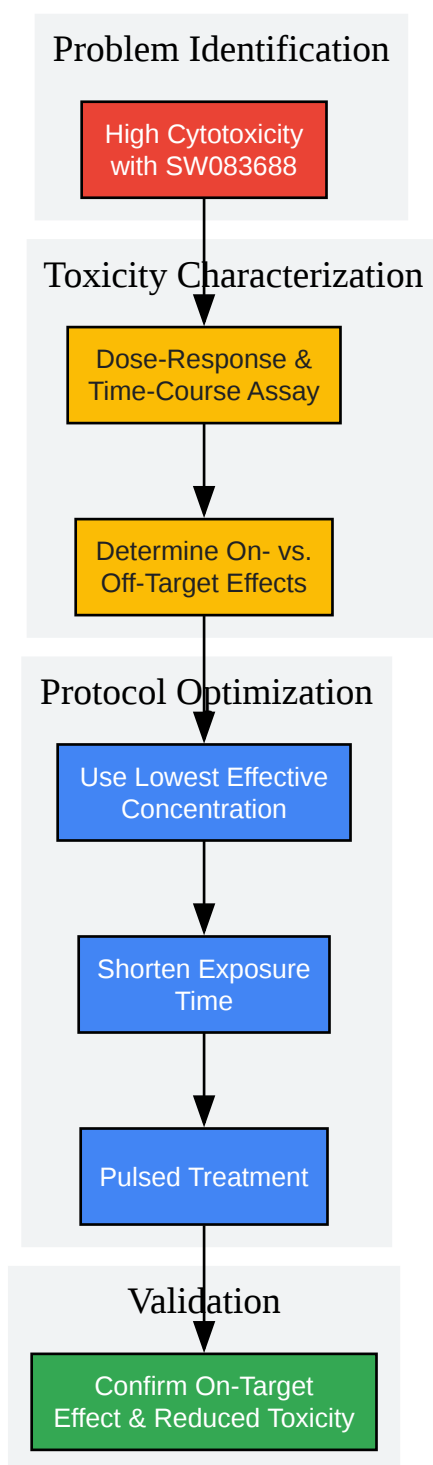 Problem Identification
High Cytotoxicity
with SW083688
Toxicity Characterization
Dose-Response &
Time-Course Assay
Determine On- vs.
Off-Target Effects
Protocol Optimization
Use Lowest Effective
Concentration
Shorten Exposure
Time
Pulsed Treatment
Validation
Confirm On-Target
Effect & Reduced Toxicity